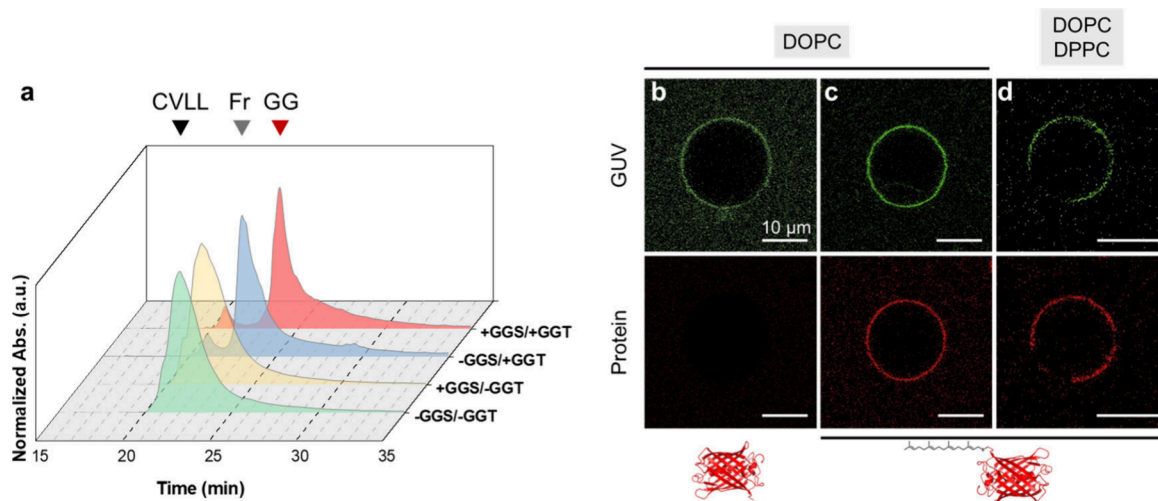 a
CVLL Fr GG
Normalized Abs. (a.u.)
+GGS/+GGT
-GGS/+GGT
+GGS/-GGT
-GGS/-GGT
15 20 25 30 35
Time (min)
DOPC
DOPC
DPPC
b c d
GUV
10 µm
Protein